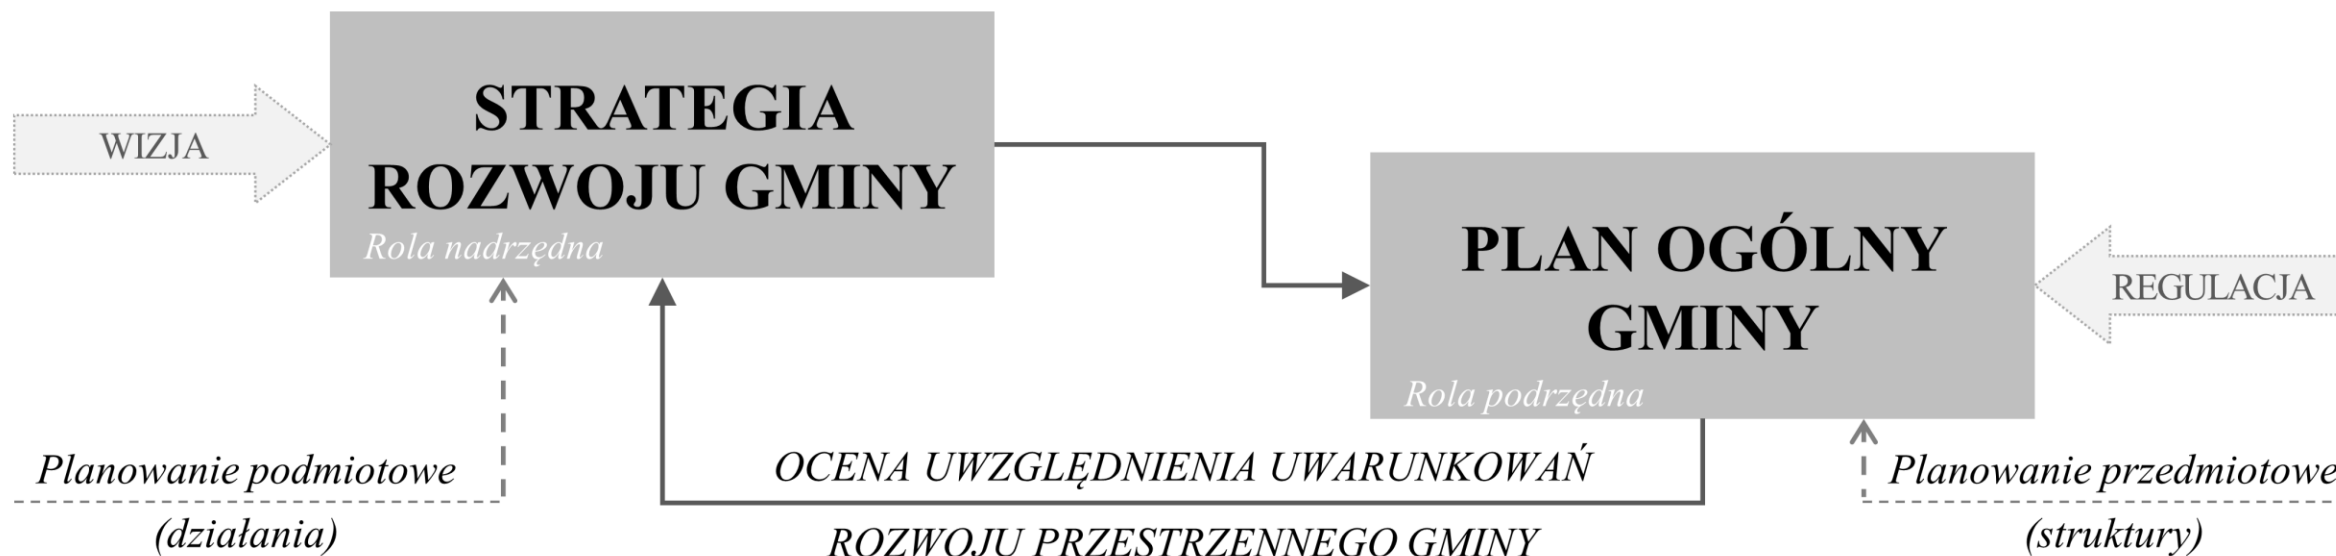 WIZJA
STRATEGIA
ROZWOJU GMINY
Rola nadrzędna
PLAN OGÓLNY
GMINY
Rola podrzędna
REGULACJA
Planowanie podmiotowe
(działania)
OCENA UWZGLĘDNIENIA UWARUNKOWAŃ
ROZWOJU PRZESTRZENNEGO GMINY
Planowanie przedmiotowe
(struktury)